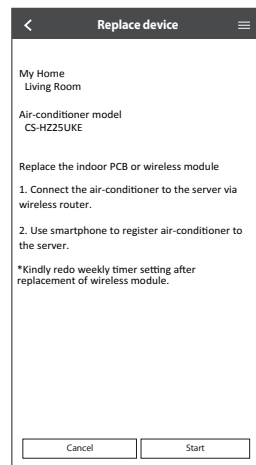 Replace device
My Home
Living Room
Air-conditioner model
CS-HZ25UKE
Replace the indoor PCB or wireless module
1. Connect the air-conditioner to the server via
wireless router.
2. Use smartphone to register air-conditioner to
the server.
*Kindly redo weekly timer setting after
replacement of wireless module.
Cancel
Start